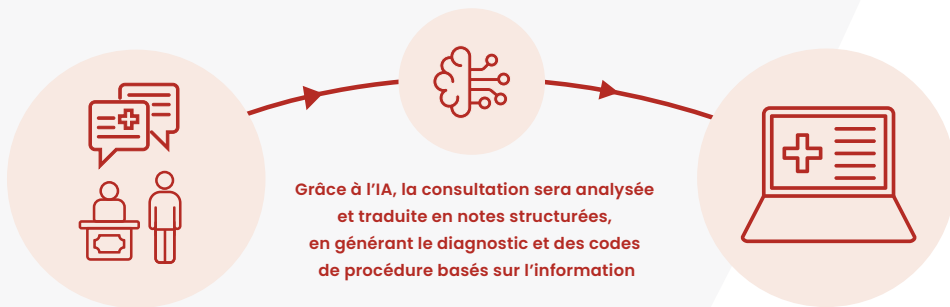 Grâce à l’IA, la consultation sera analysée
et traduite en notes structurées,
en générant le diagnostic et des codes
de procédure basés sur l’information